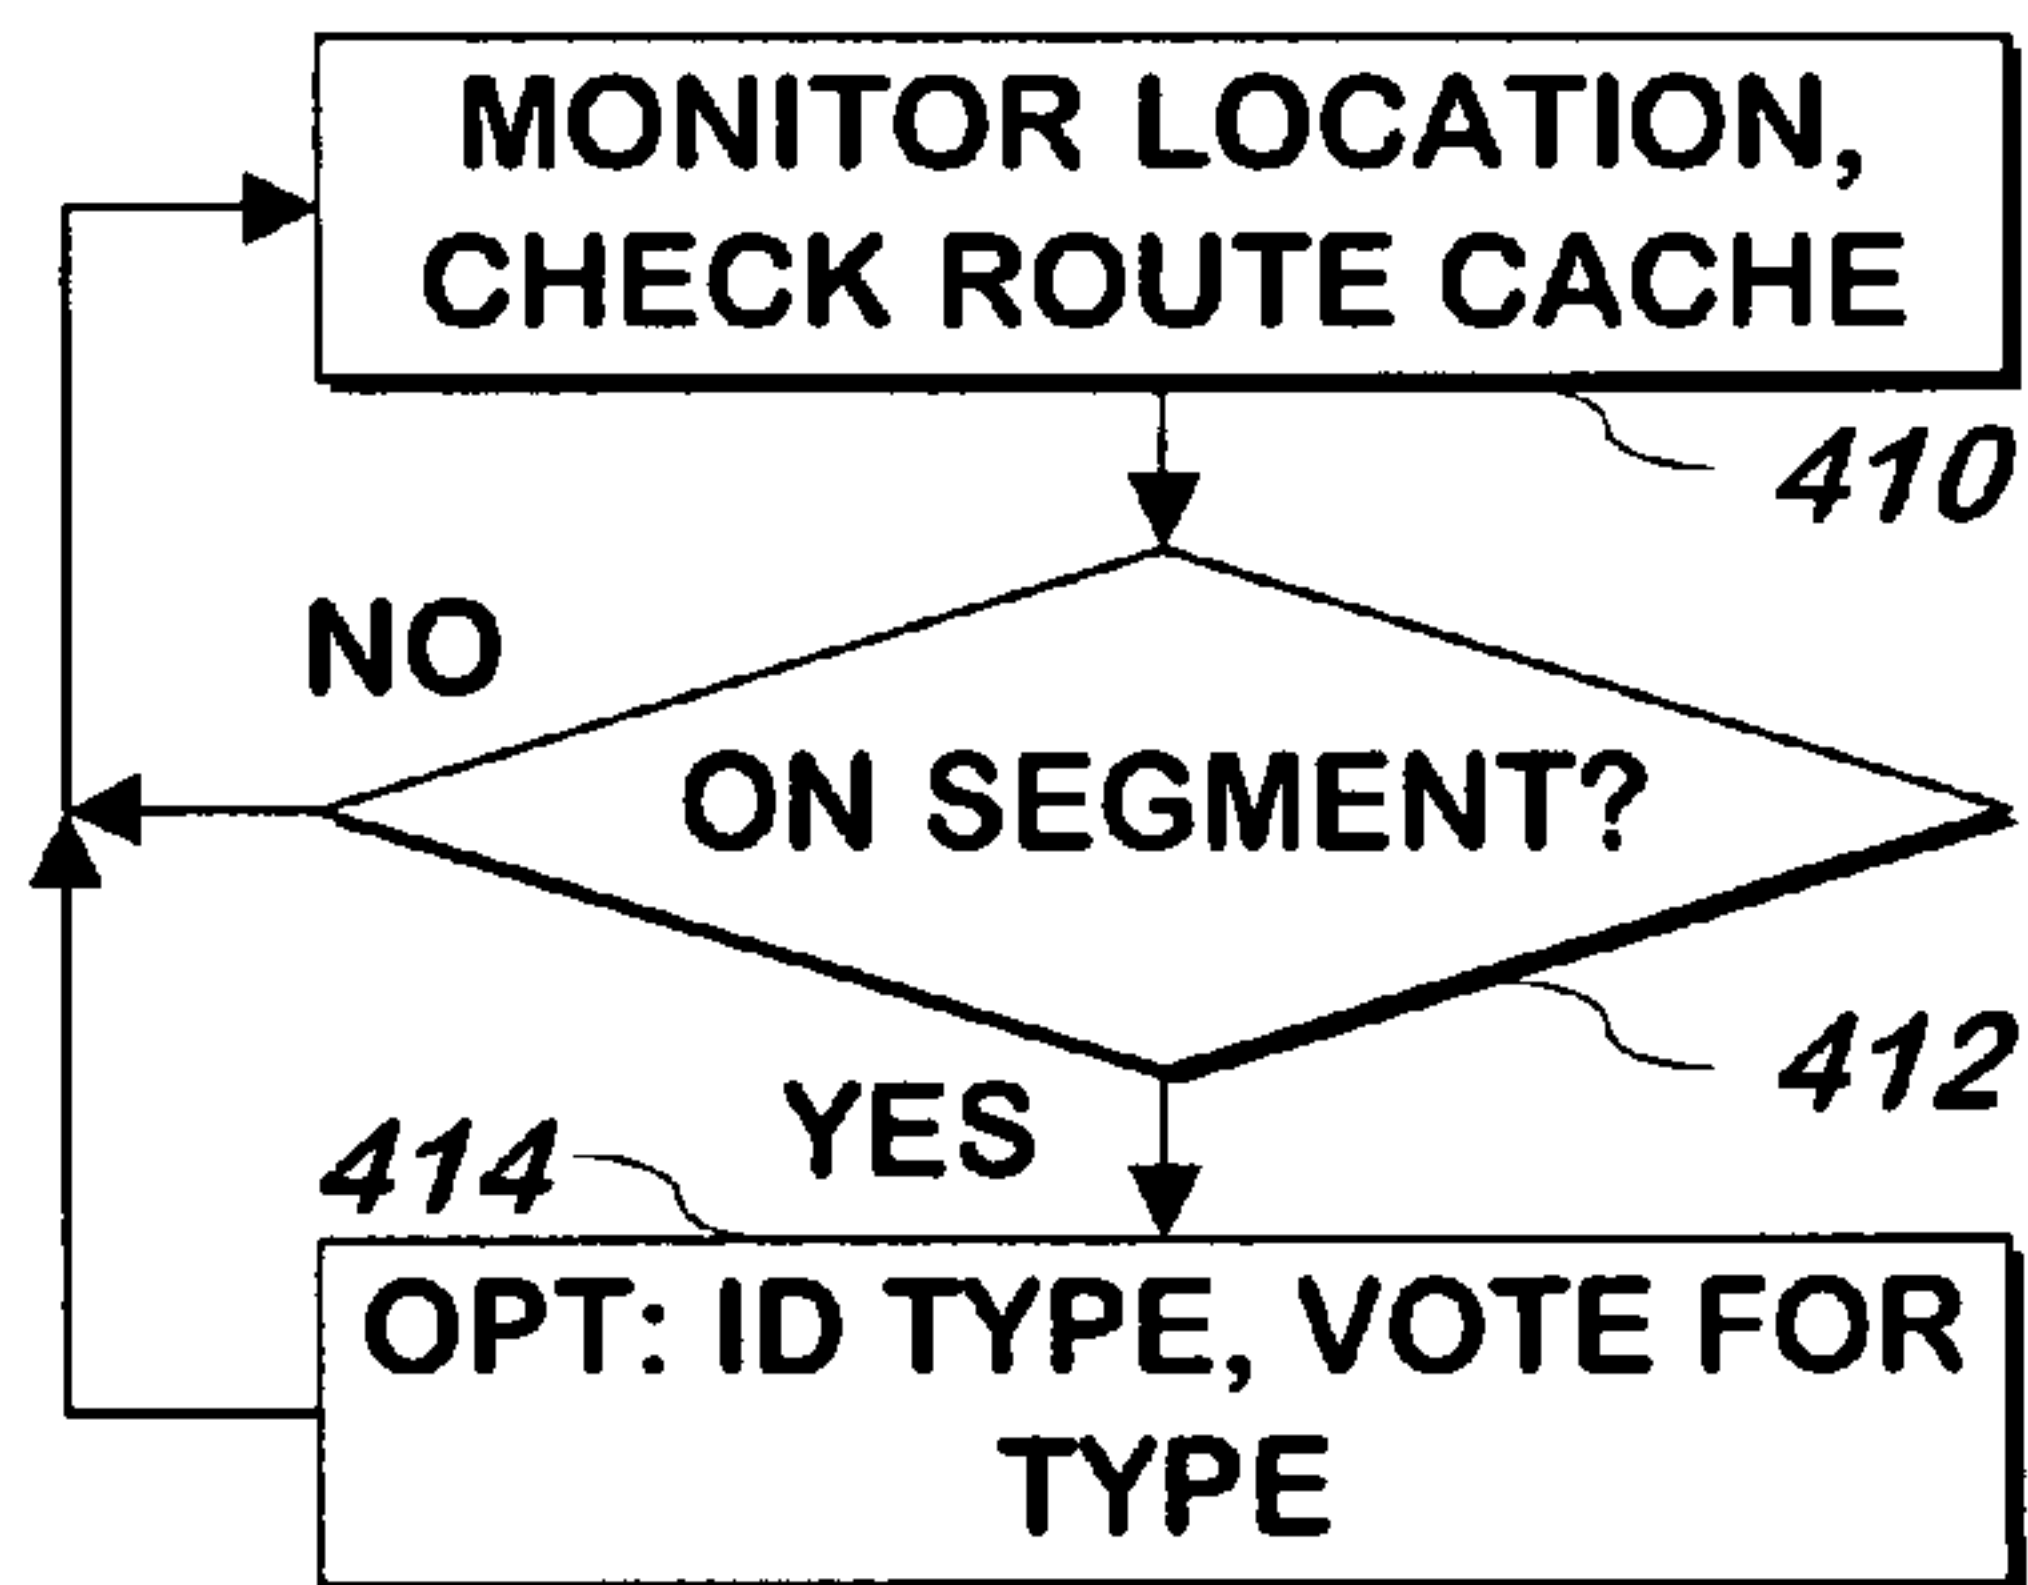 MONITOR LOCATION,
CHECK ROUTE CACHE
410
NO
ON SEGMENT?
412
YES
414
OPT: ID TYPE, VOTE FOR
TYPE